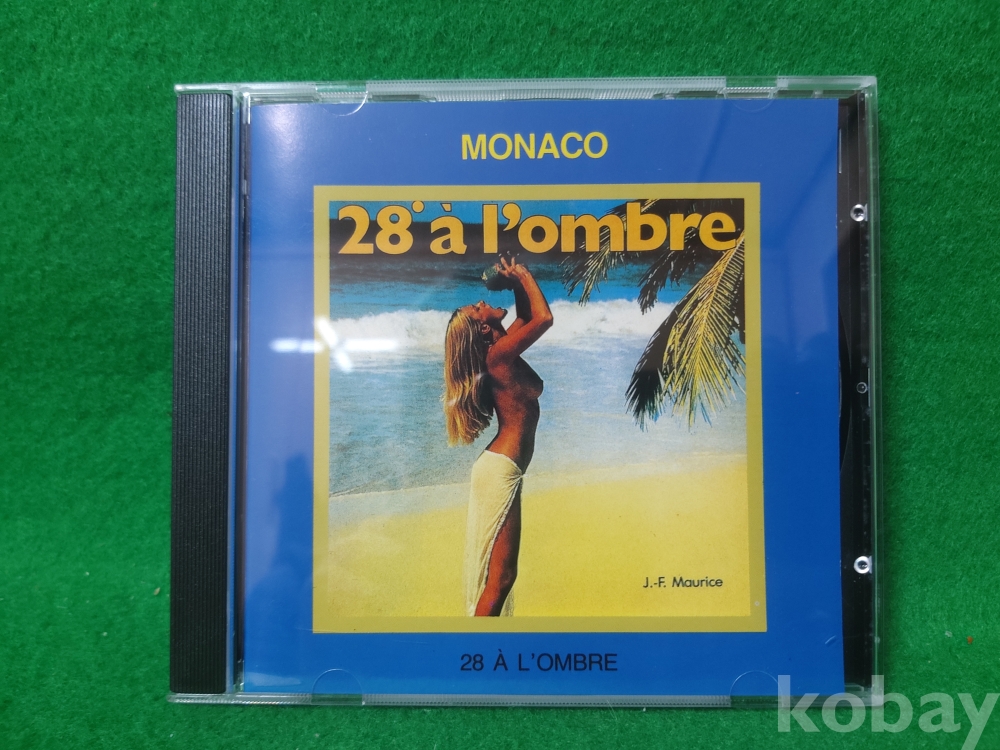 MONACO
28° à l'ombre
J.-F. Maurice
28 À L'OMBRE
kobay